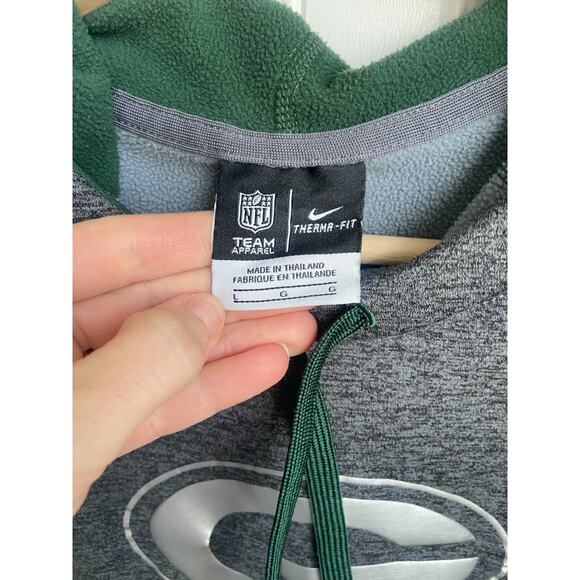 NFL
TEAM
APPAREL
THERMA-FIT
MADE IN THAILAND
FABRIQUE EN THAILANDE
L G G
G